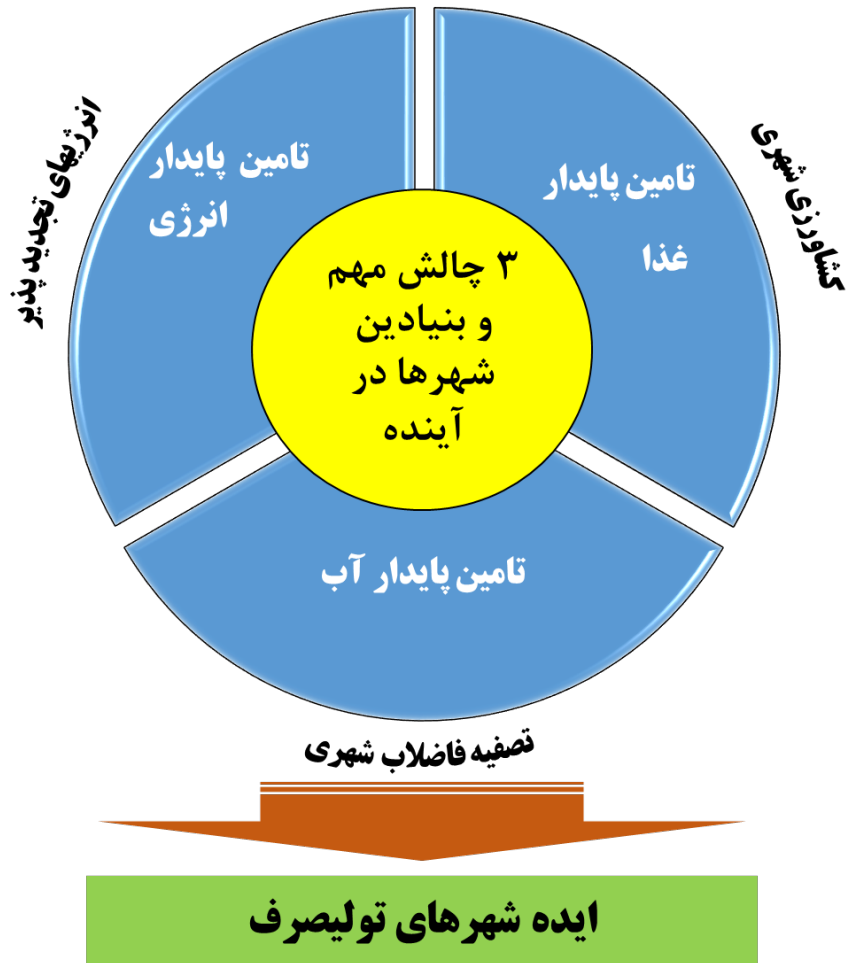 کشاورزی شهری
تامین پایدار
غذا
انرژیهای تجدید پذیر
تامین پایدار
انرژی
۳ چالش مهم
و بنیادین
شهرها در
آینده
تامین پایدار آب
تصفیه فاضلاب شهری
ایده شهرهای تولیصرف